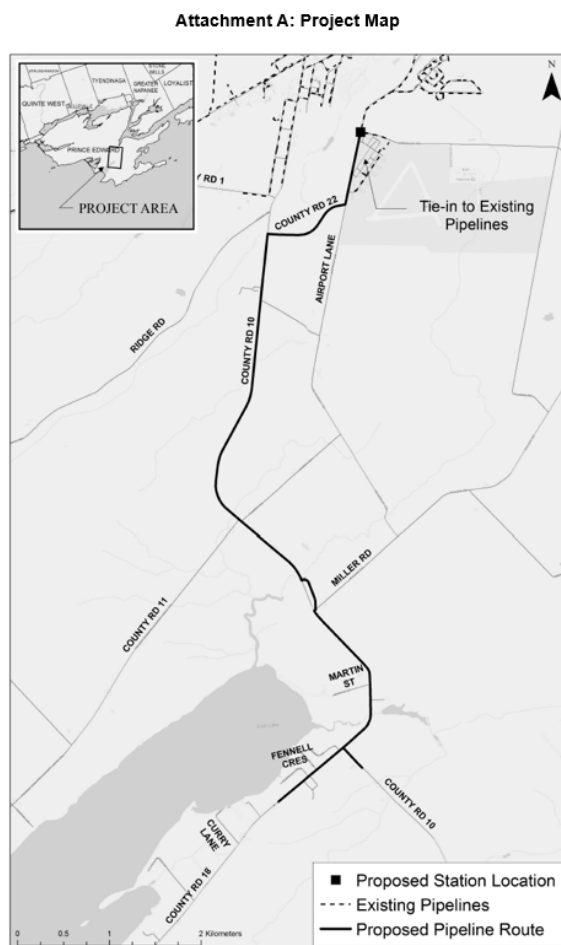 Attachment A: Project Map
STONE
MILLS
TYENDINAGA
GREATER
NAPANEE
LOYALIST
QUINTE WEST
BELLEVILLE
PRINCE EDWARD
PROJECT AREA
N
Y RD 1
COUNTY RD 22
Tie-in to Existing
Pipelines
AIRPORT LANE
RIDGE RD
COUNTY RD 10
MILLER RD
COUNTY RD 11
MARTIN
ST
FENNELL
CRES
COUNTY RD 10
CURRY
LANE
COUNTY RD 18
Proposed Station Location
Existing Pipelines
Proposed Pipeline Route
0 0.5 1 2 Kilometers